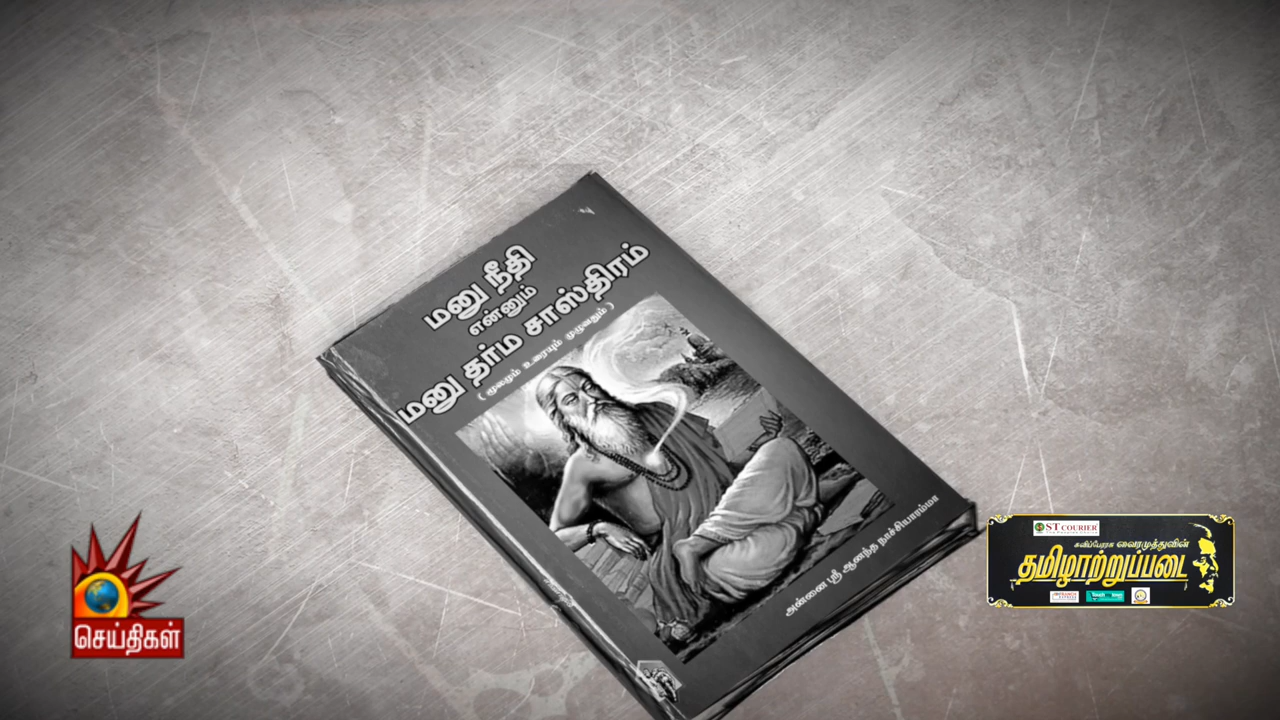 மனு நீதி
என்னும்
மனு தர்ம சாஸ்திரம்
( மூலமும் உரையும் முழுவதும் )
அன்னை ஸ்ரீ ஆனந்த நாச்சியாரம்மா
செய்திகள்
ST COURIER
கவிப்பேரரசு வைரமுத்துவின்
தமிழாற்றுப்படை